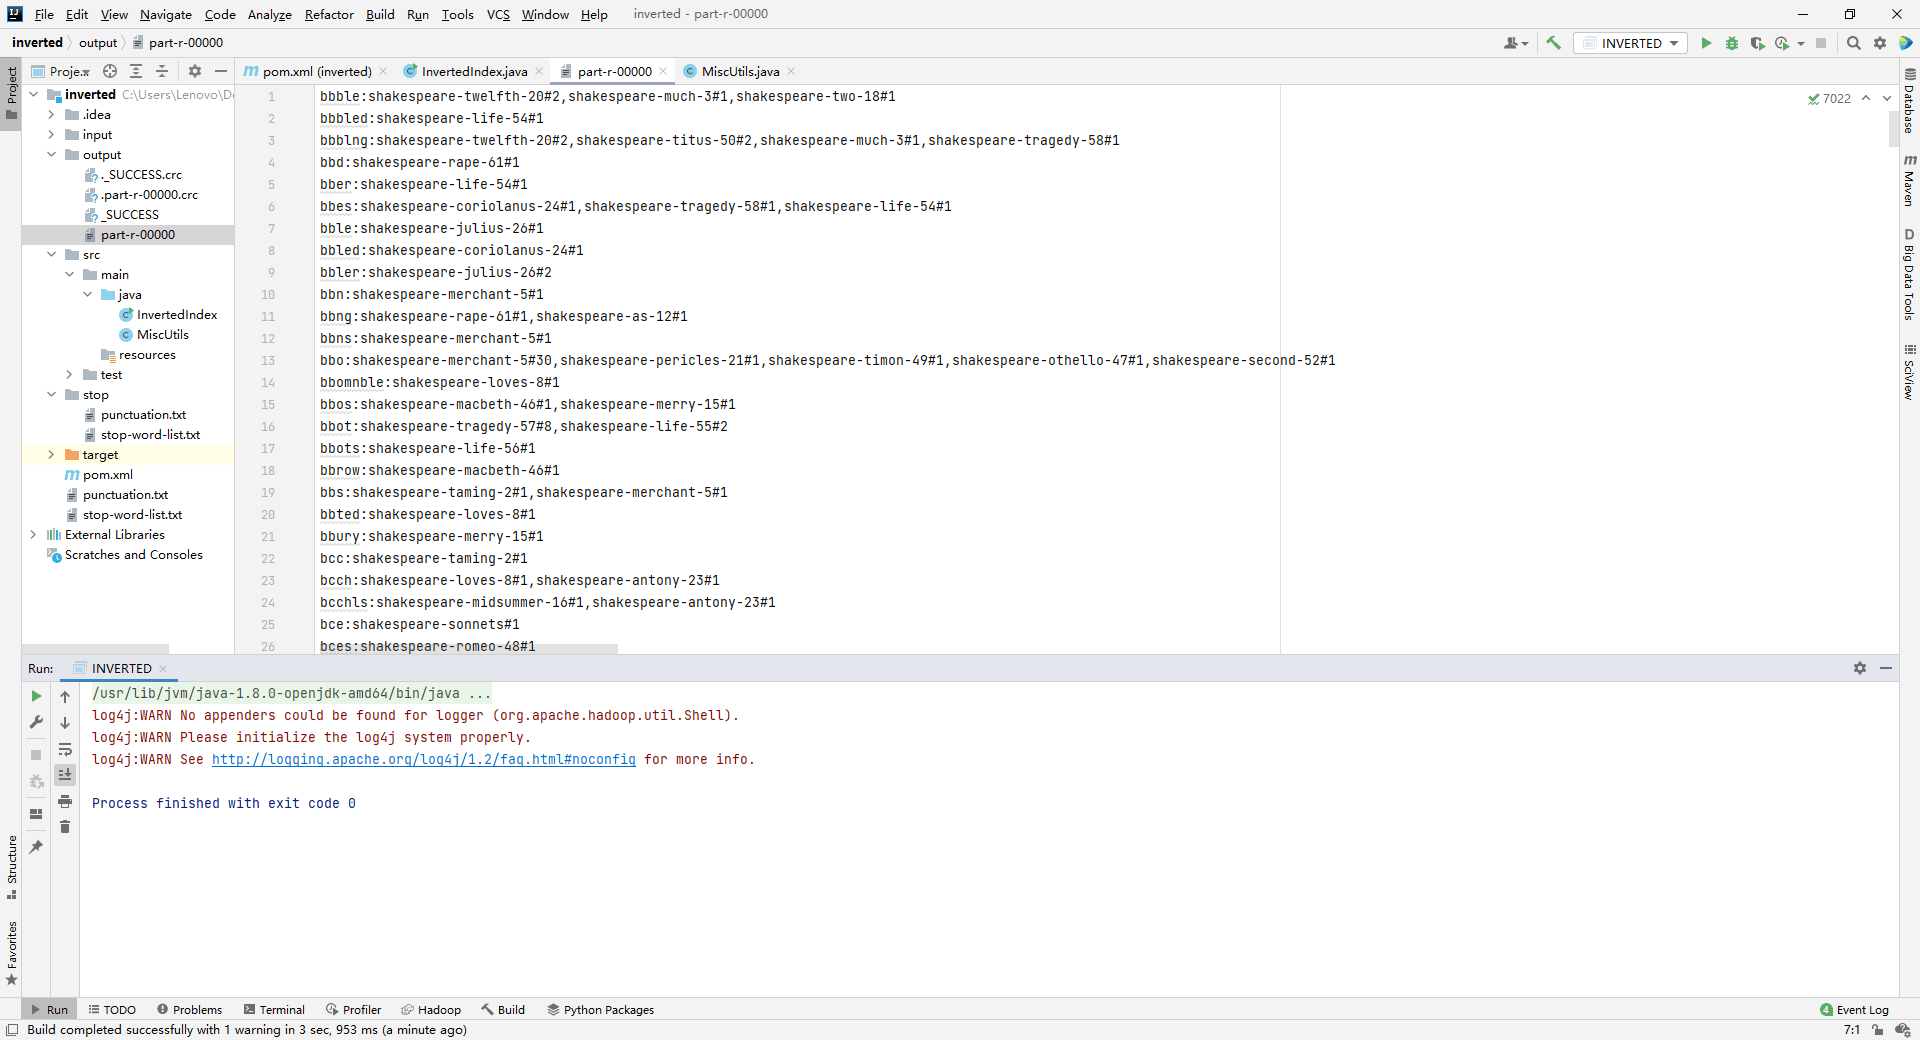 File Edit View Navigate Code Analyze Refactor Build Run Tools VCS Window Help inverted - part-r-00000
inverted output part-r-00000 INVERTED
Project
Proje.. pom.xml (inverted) InvertedIndex.java part-r-00000 MiscUtils.java
inverted C:\Users\Lenovo\De
.idea
input
output
._SUCCESS.crc
.part-r-00000.crc
_SUCCESS
part-r-00000
src
main
java
InvertedIndex
MiscUtils
resources
test
stop
punctuation.txt
stop-word-list.txt
target
pom.xml
punctuation.txt
stop-word-list.txt
External Libraries
Scratches and Consoles
1 bbble:shakespeare-twelfth-20#2,shakespeare-much-3#1,shakespeare-two-18#1
2 bbbled:shakespeare-life-54#1
3 bbblng:shakespeare-twelfth-20#2,shakespeare-titus-50#2,shakespeare-much-3#1,shakespeare-tragedy-58#1
4 bbd:shakespeare-rape-61#1
5 bber:shakespeare-life-54#1
6 bbes:shakespeare-coriolanus-24#1,shakespeare-tragedy-58#1,shakespeare-life-54#1
7 bble:shakespeare-julius-26#1
8 bbled:shakespeare-coriolanus-24#1
9 bbler:shakespeare-julius-26#2
10 bbn:shakespeare-merchant-5#1
11 bbng:shakespeare-rape-61#1,shakespeare-as-12#1
12 bbns:shakespeare-merchant-5#1
13 bbo:shakespeare-merchant-5#30,shakespeare-pericles-21#1,shakespeare-timon-49#1,shakespeare-othello-47#1,shakespeare-second-52#1
14 bbomnble:shakespeare-loves-8#1
15 bbos:shakespeare-macbeth-46#1,shakespeare-merry-15#1
16 bbot:shakespeare-tragedy-57#8,shakespeare-life-55#2
17 bbots:shakespeare-life-56#1
18 bbrow:shakespeare-macbeth-46#1
19 bbs:shakespeare-taming-2#1,shakespeare-merchant-5#1
20 bbted:shakespeare-loves-8#1
21 bbury:shakespeare-merry-15#1
22 bcc:shakespeare-taming-2#1
23 bcch:shakespeare-loves-8#1,shakespeare-antony-23#1
24 bcchls:shakespeare-midsummer-16#1,shakespeare-antony-23#1
25 bce:shakespeare-sonnets#1
26 bces:shakespeare-romeo-48#1
7022
Database
Maven
D Big Data Tools
SciView
Run: INVERTED
/usr/lib/jvm/java-1.8.0-openjdk-amd64/bin/java ...
log4j:WARN No appenders could be found for logger (org.apache.hadoop.util.Shell).
log4j:WARN Please initialize the log4j system properly.
log4j:WARN See http://logging.apache.org/log4j/1.2/faq.html#noconfig for more info.
Process finished with exit code 0
Structure
Favorites
Run TODO Problems Terminal Profiler Hadoop Build Python Packages 4 Event Log
Build completed successfully with 1 warning in 3 sec, 953 ms (a minute ago) 7:1